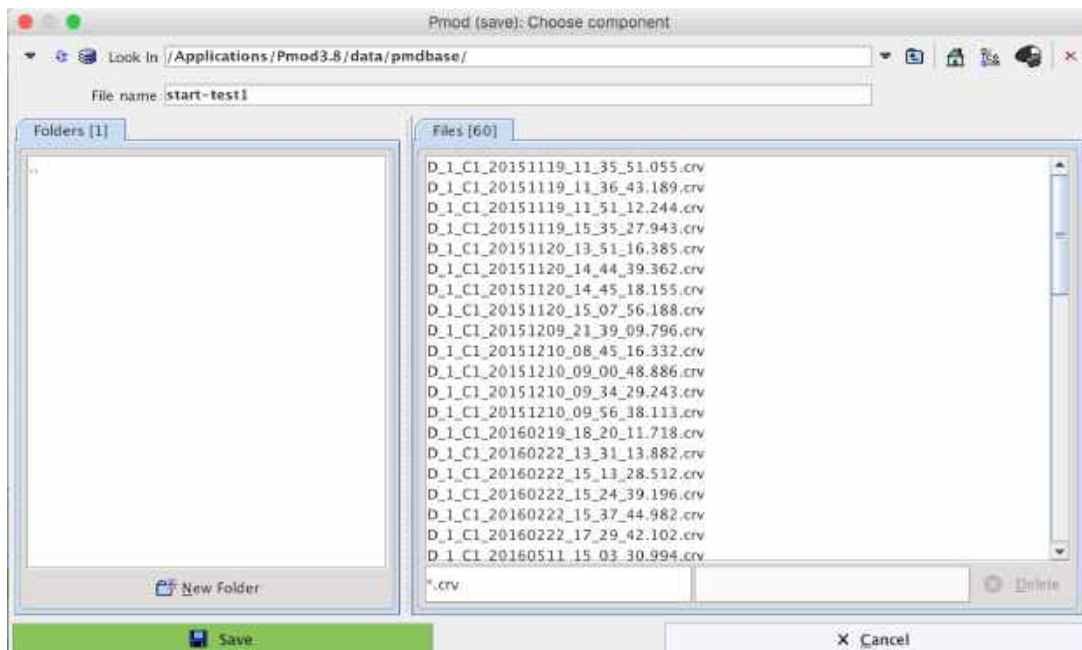 Pmod (save): Choose component
Look In /Applications/Pmod3.8/data/pmdbase/
File name start-test1
Folders [1]
Files [60]
..
D_1_C1_20151119_11_35_51.055.crv
D_1_C1_20151119_11_36_43.189.crv
D_1_C1_20151119_11_51_12.244.crv
D_1_C1_20151119_15_35_27.943.crv
D_1_C1_20151120_13_51_16.385.crv
D_1_C1_20151120_14_44_39.362.crv
D_1_C1_20151120_14_45_18.155.crv
D_1_C1_20151120_15_07_56.188.crv
D_1_C1_20151209_21_39_09.796.crv
D_1_C1_20151210_08_45_16.332.crv
D_1_C1_20151210_09_00_48.886.crv
D_1_C1_20151210_09_34_29.243.crv
D_1_C1_20151210_09_56_38.113.crv
D_1_C1_20160219_18_20_11.718.crv
D_1_C1_20160222_13_31_13.882.crv
D_1_C1_20160222_15_13_28.512.crv
D_1_C1_20160222_15_24_39.196.crv
D_1_C1_20160222_15_37_44.982.crv
D_1_C1_20160222_17_29_42.102.crv
D_1_C1_20160511_15_03_30.994.crv
New Folder
*.crv
Delete
Save
Cancel